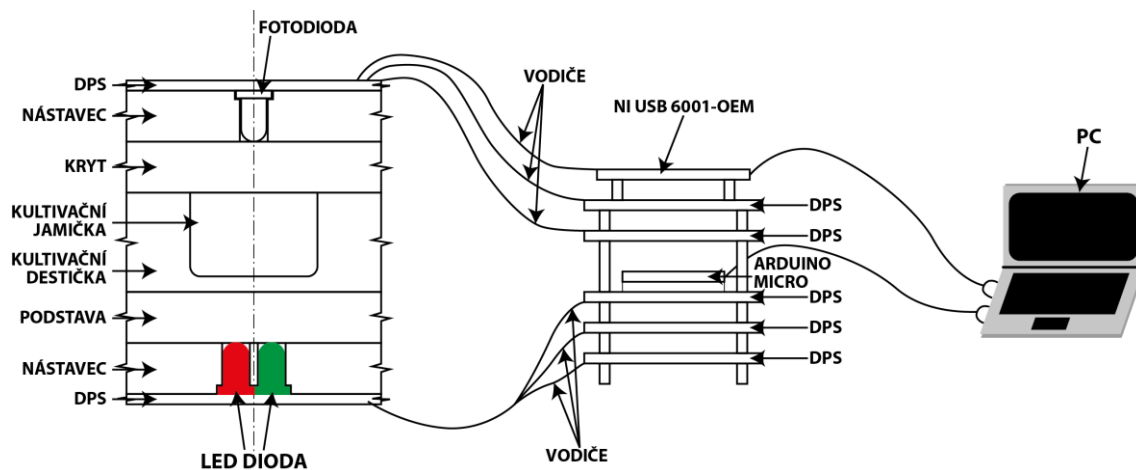 FOTODIODA
DPS
NÁSTAVEC
KRYT
KULTIVAČNÍ
JAMIČKA
KULTIVAČNÍ
DESTIČKA
PODSTAVA
NÁSTAVEC
DPS
LED DIODA
VODIČE
VODIČE
NI USB 6001-OEM
DPS
DPS
ARDUINO
MICRO
DPS
DPS
DPS
PC